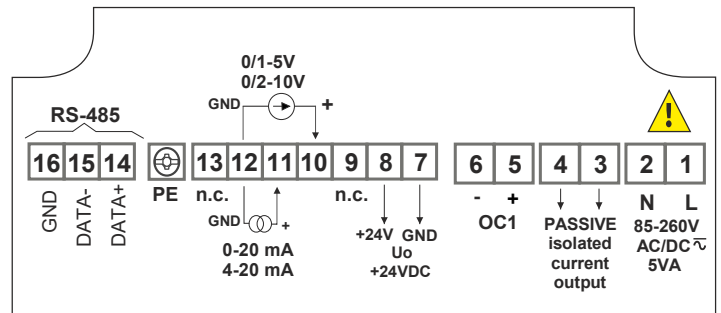 0/1-5V
0/2-10V
GND +
RS-485
!
16 15 14 13 12 11 10 9 8 7 6 5 4 3 2 1
GND
DATA-
DATA+
PE
n.c.
n.c.
GND +
0-20 mA
4-20 mA
+24V GND
Uo
+24VDC
- +
OC1
PASSIVE
isolated
current
output
N L
85-260V
AC/DC
5VA